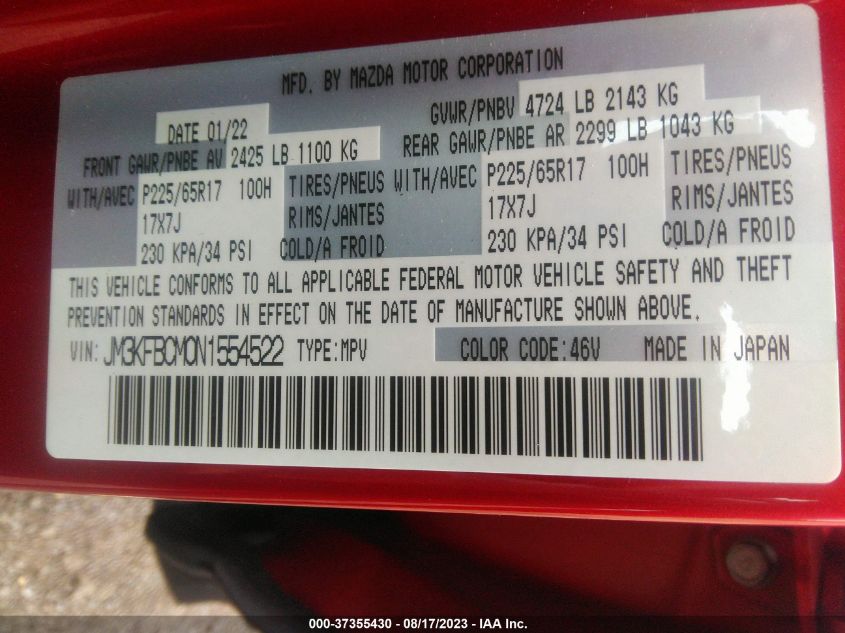 MFD. BY MAZDA MOTOR CORPORATION
DATE 01/22 GVWR/PNBV 4724 LB 2143 KG
FRONT GAWR/PNBE AV 2425 LB 1100 KG REAR GAWR/PNBE AR 2299 LB 1043 KG
WITH/AVEC P225/65R17 100H TIRES/PNEUS WITH/AVEC P225/65R17 100H TIRES/PNEUS
17X7J RIMS/JANTES 17X7J RIMS/JANTES
230 KPA/34 PSI COLD/A FROID 230 KPA/34 PSI COLD/A FROID
THIS VEHICLE CONFORMS TO ALL APPLICABLE FEDERAL MOTOR VEHICLE SAFETY AND THEFT
PREVENTION STANDARDS IN EFFECT ON THE DATE OF MANUFACTURE SHOWN ABOVE.
VIN: JM3KFBCM0N1554522 TYPE:MPV COLOR CODE:46V MADE IN JAPAN
000-37355430 - 08/17/2023 - IAA Inc.